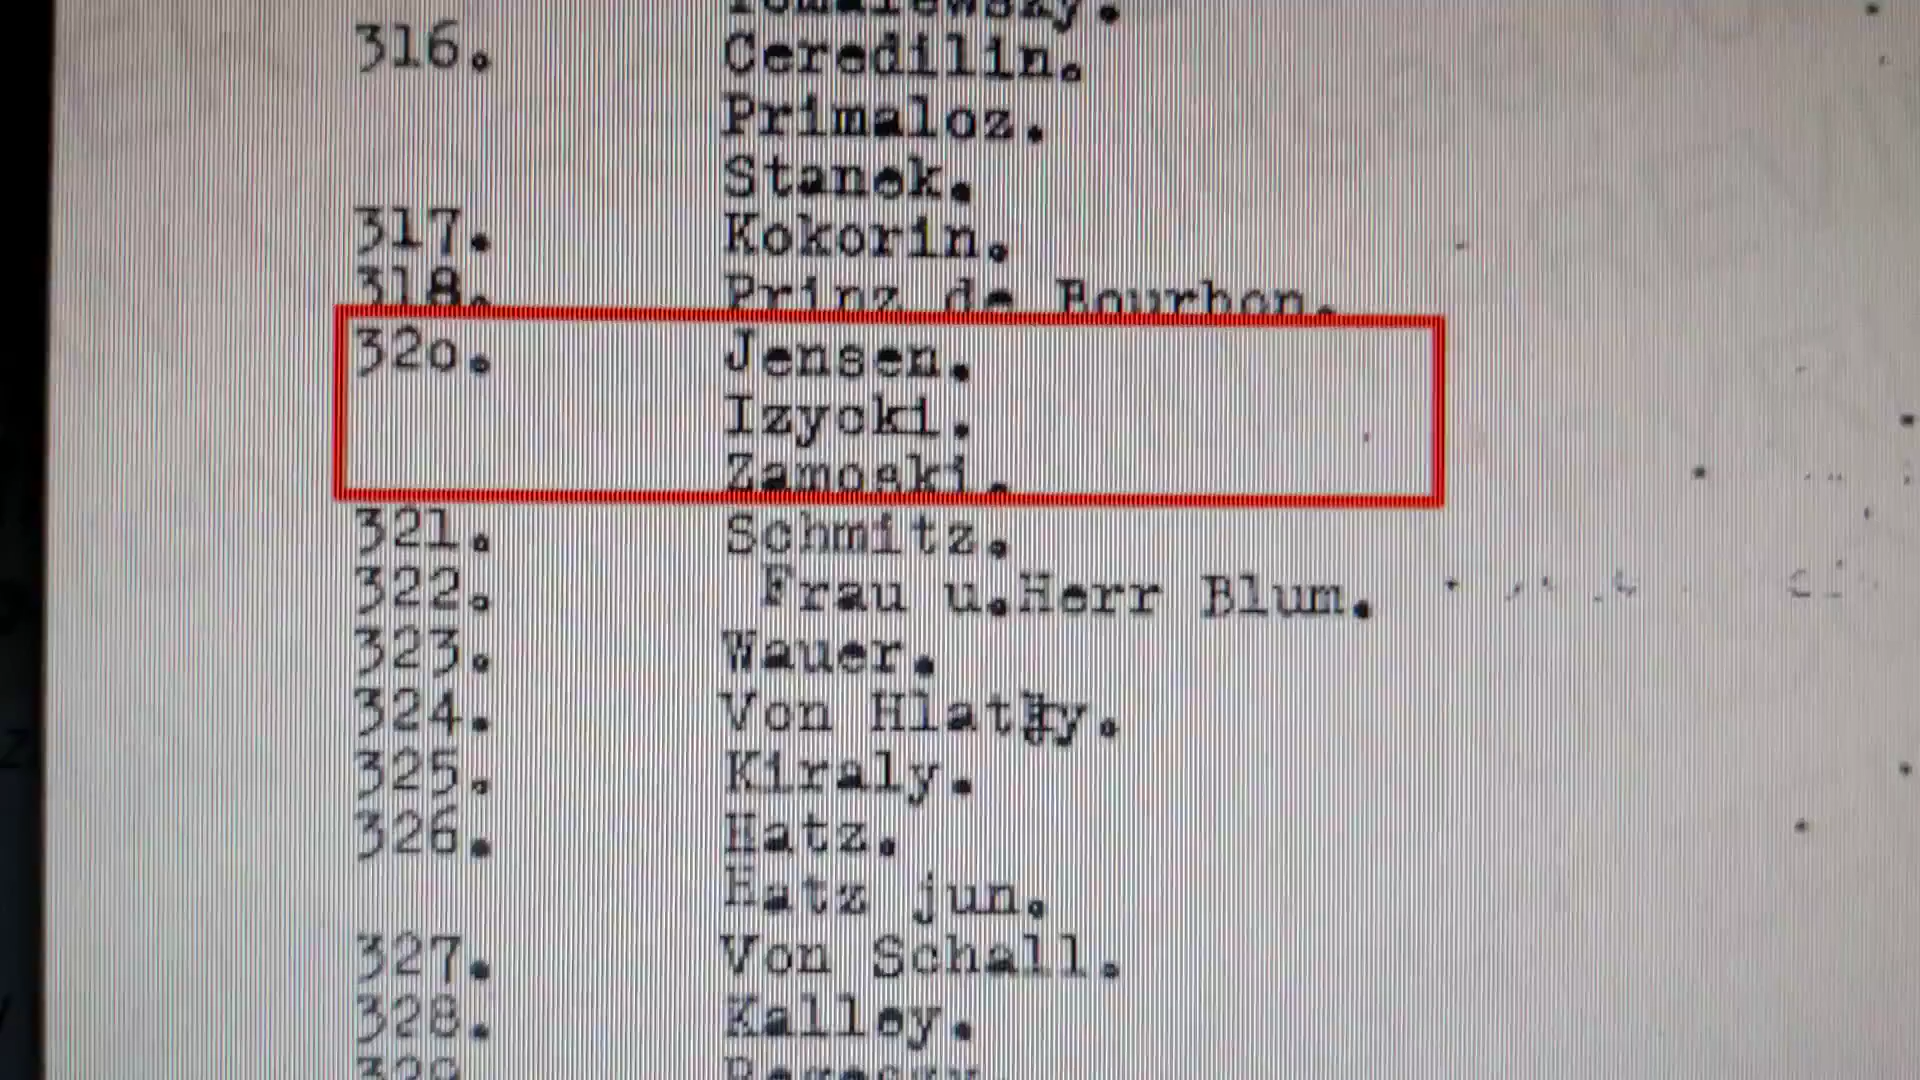 316. Ceredilin.
Primaloz.
Stanek.
317. Kokorin.
318. Prinz de Bourbon.
320. Jensen.
Izycki.
Zamoski.
321. Schmitz.
322. Frau u.Herr Blum.
323. Wauer.
324. Von Hlatky.
325. Kiraly.
326. Hatz.
Hatz jun.
327. Von Schall.
328. Kalley.